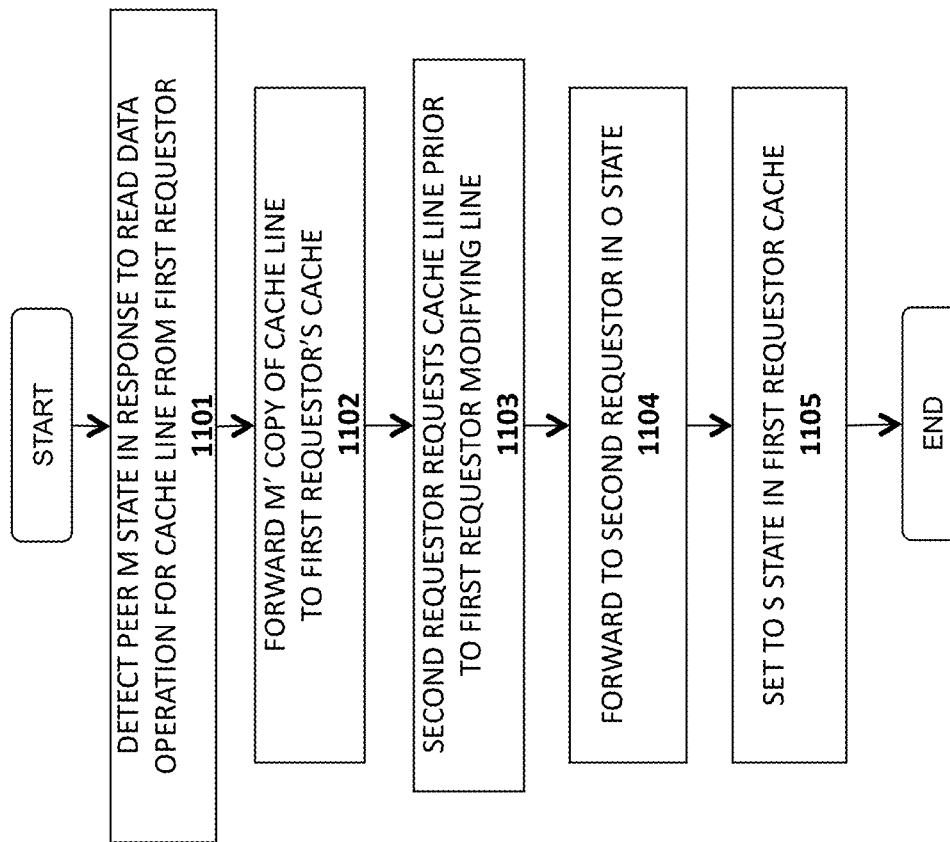 START
DETECT PEER M STATE IN RESPONSE TO READ DATA
OPERATION FOR CACHE LINE FROM FIRST REQUESTOR
1101
FORWARD M' COPY OF CACHE LINE
TO FIRST REQUESTOR'S CACHE
1102
SECOND REQUESTOR REQUESTS CACHE LINE PRIOR
TO FIRST REQUESTOR MODIFYING LINE
1103
FORWARD TO SECOND REQUESTOR IN O STATE
1104
SET TO S STATE IN FIRST REQUESTOR CACHE
1105
END